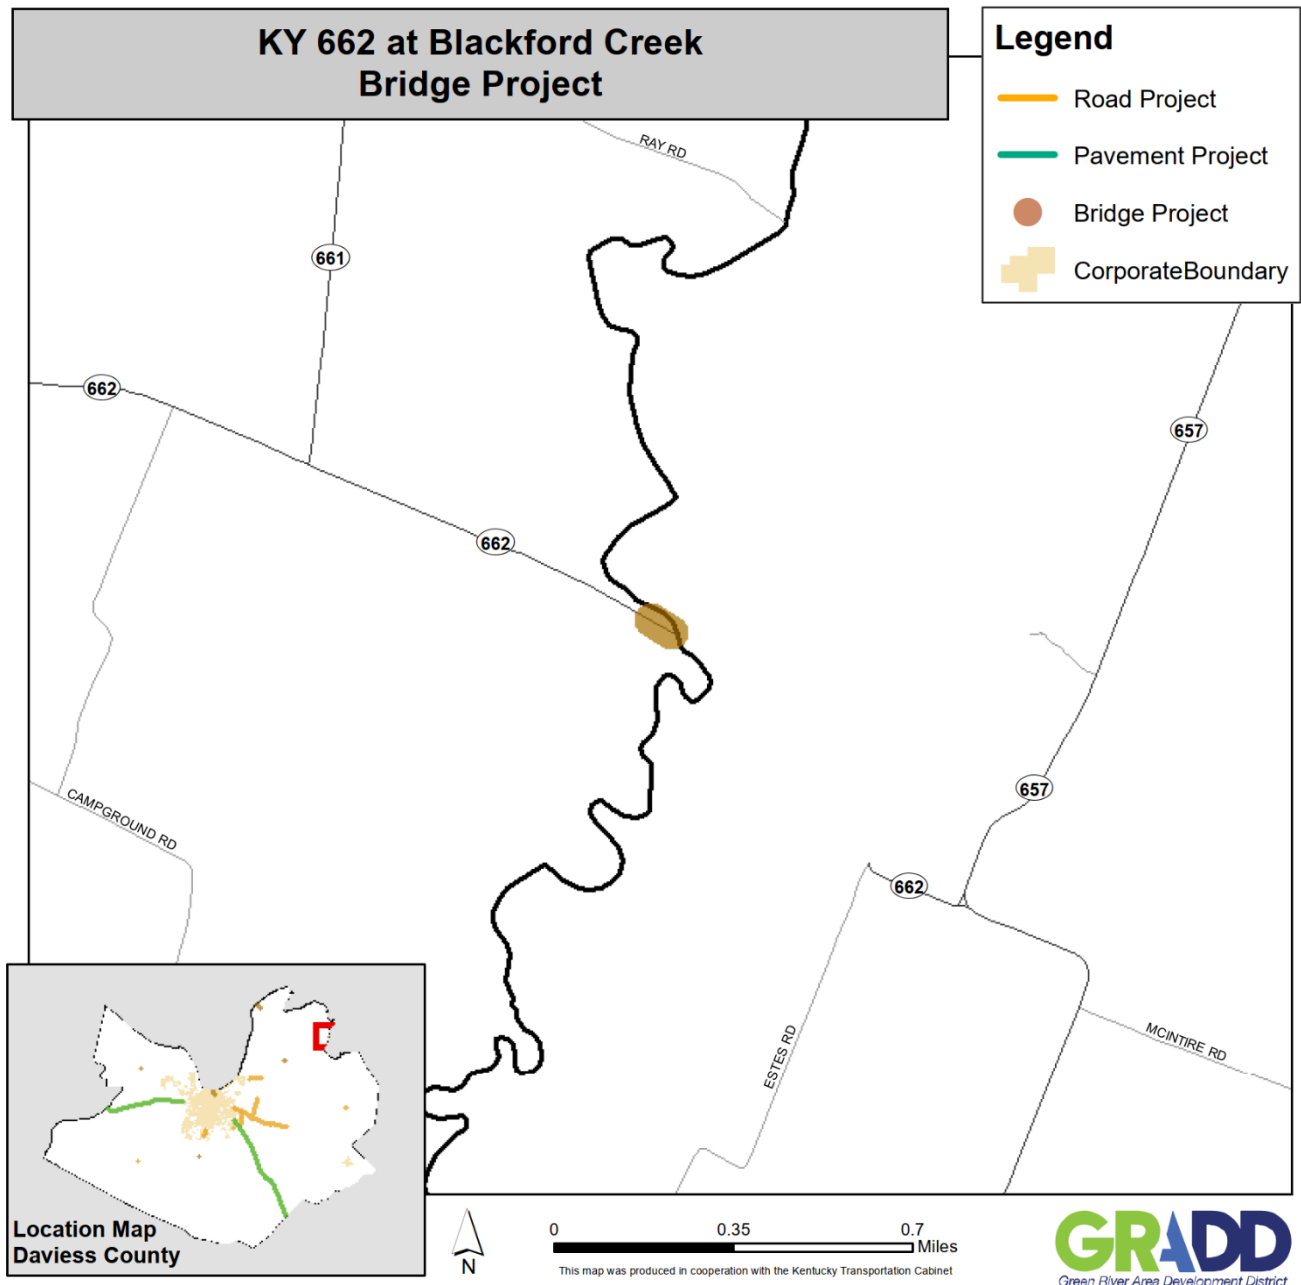 KY 662 at Blackford Creek
Bridge Project
Legend
Road Project
Pavement Project
Bridge Project
CorporateBoundary
RAY RD
661
662
657
662
657
CAMPGROUND RD
662
ESTES RD
MCINTIRE RD
Location Map
Daviess County
N
0 0.35 0.7
Miles
This map was produced in cooperation with the Kentucky Transportation Cabinet
GRADD
Green River Area Development District